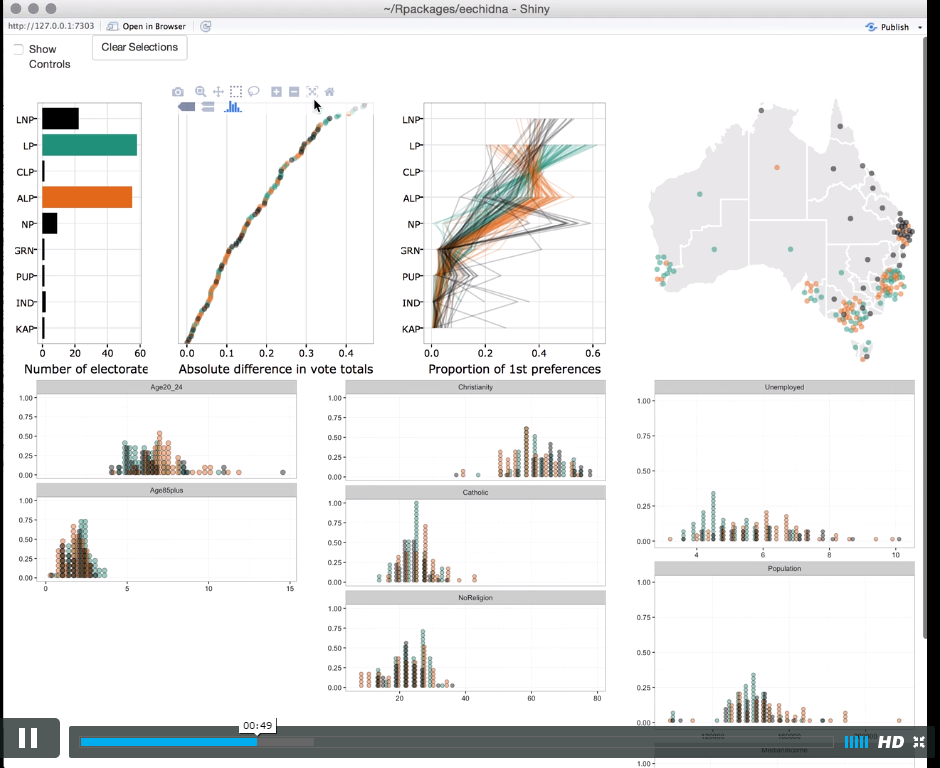 ~/Rpackages/eechidna - Shiny
http://127.0.0.1:7303
Open in Browser
Publish
Show
Controls
Clear Selections
LNP
LP
CLP
ALP
NP
GRN
PUP
IND
KAP
0 20 40 60
Number of electorate
0.0 0.1 0.2 0.3 0.4
Absolute difference in vote totals
LNP
LP
CLP
ALP
NP
GRN
PUP
IND
KAP
0.0 0.2 0.4 0.6
Proportion of 1st preferences
Age20_24
1.00
0.75
0.50
0.25
0.00
Age85plus
1.00
0.75
0.50
0.25
0.00
0 5 10 15
Christianity
1.00
0.75
0.50
0.25
0.00
Catholic
1.00
0.75
0.50
0.25
0.00
NoReligion
1.00
0.75
0.50
0.25
0.00
20 40 60 80
Unemployed
1.00
0.75
0.50
0.25
0.00
4 6 8 10
Population
1.00
0.75
0.50
0.25
0.00
00:49
HD